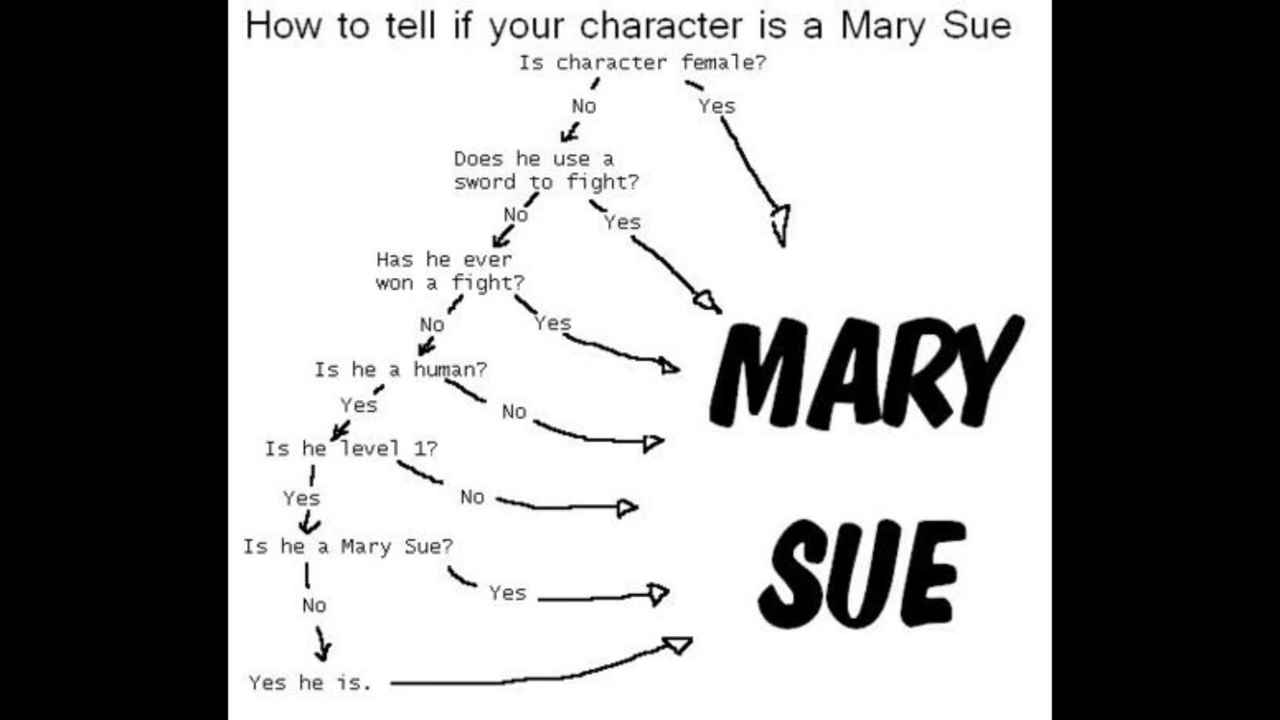 How to tell if your character is a Mary Sue
Is character female?
No
Yes
Does he use a
sword to fight?
No
Yes
Has he ever
won a fight?
No
Yes
Is he a human?
Yes
No
Is he level 1?
Yes
No
Is he a Mary Sue?
Yes
No
Yes he is.
MARY
SUE